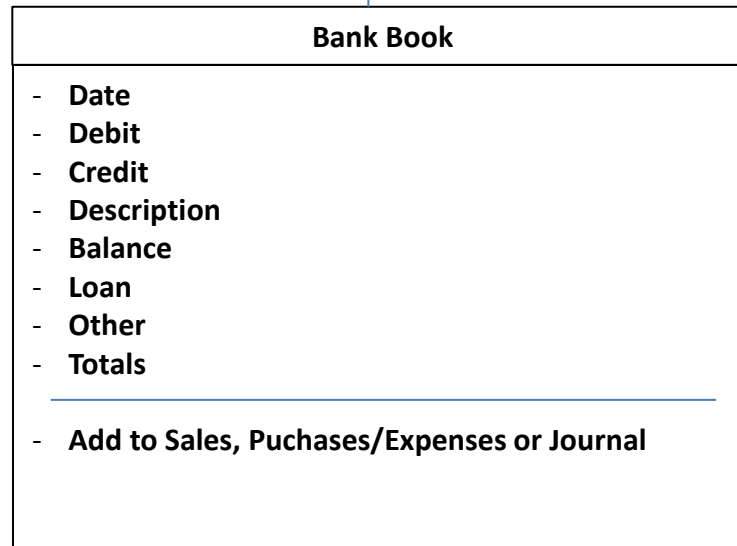 Bank Book
- Date
- Debit
- Credit
- Description
- Balance
- Loan
- Other
- Totals
- Add to Sales, Puchases/Expenses or Journal